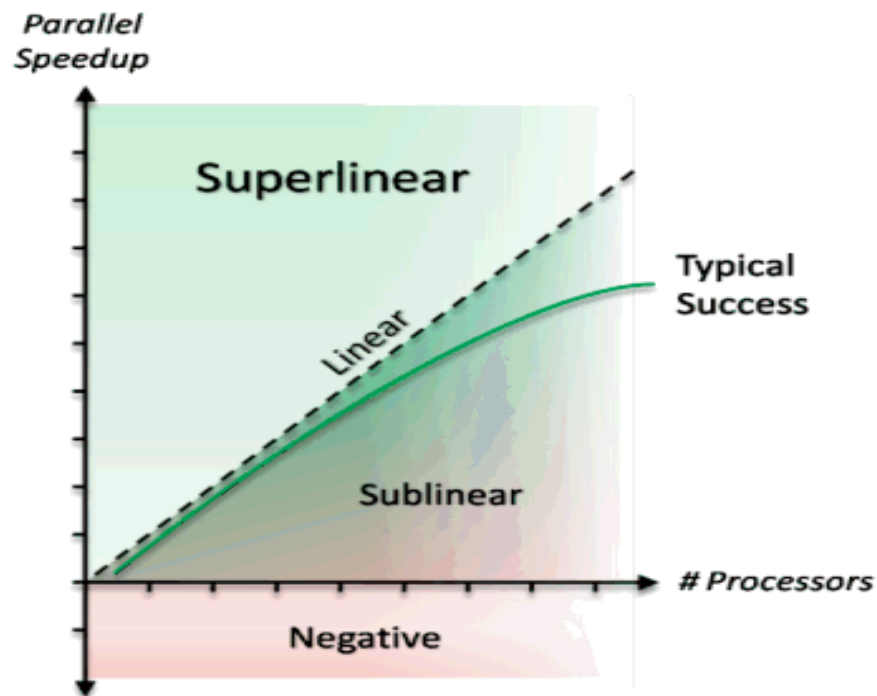 Parallel
Speedup
Superlinear
Linear
Typical
Success
Sublinear
# Processors
Negative